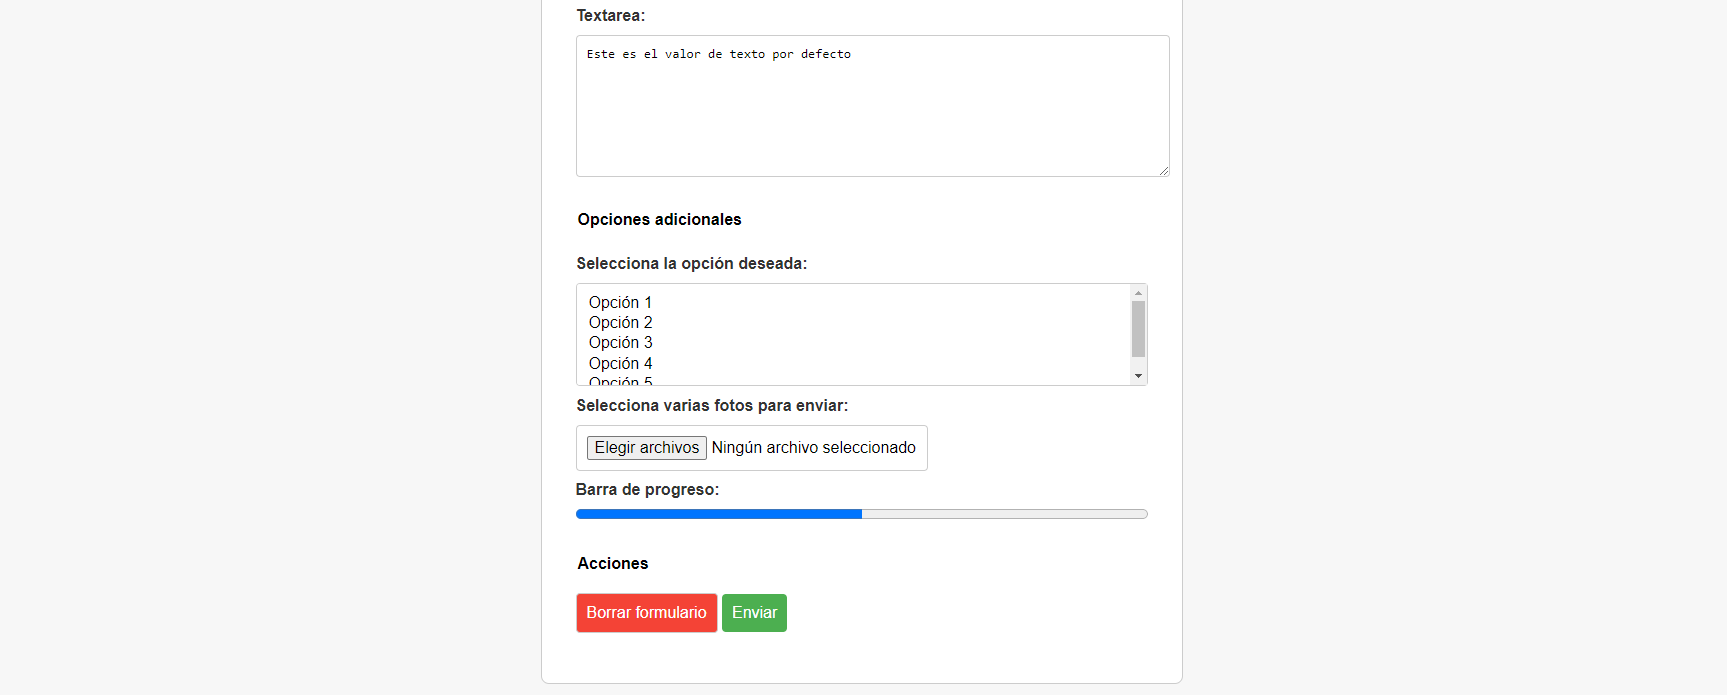 Textarea:
Este es el valor de texto por defecto
Opciones adicionales
Selecciona la opción deseada:
Opción 1
Opción 2
Opción 3
Opción 4
Opción 5
Selecciona varias fotos para enviar:
Elegir archivos Ningún archivo seleccionado
Barra de progreso:
Acciones
Borrar formulario Enviar